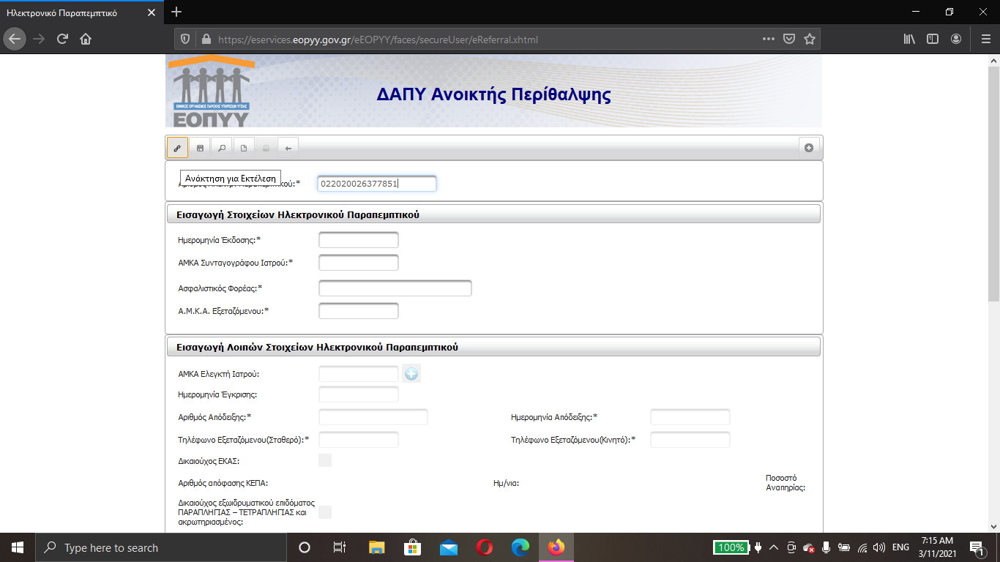 Ηλεκτρονικό Παραπεμπτικό
https://eservices.eopyy.gov.gr/eEOPYY/faces/secureUser/eReferral.xhtml
ΕΘΝΙΚΟΣ ΟΡΓΑΝΙΣΜΟΣ ΠΑΡΟΧΗΣ ΥΠΗΡΕΣΙΩΝ ΥΓΕΙΑΣ
ΕΟΠΥΥ
ΔΑΠΥ Ανοικτής Περίθαλψης
Ανάκτηση για Εκτέλεση
022020026377851
Εισαγωγή Στοιχείων Ηλεκτρονικού Παραπεμπτικού
Ημερομηνία Έκδοσης:*
ΑΜΚΑ Συνταγογράφου Ιατρού:*
Ασφαλιστικός Φορέας:*
Α.Μ.Κ.Α. Εξεταζόμενου:*
Εισαγωγή Λοιπών Στοιχείων Ηλεκτρονικού Παραπεμπτικού
ΑΜΚΑ Ελεγκτή Ιατρού:
Ημερομηνία Έγκρισης:
Αριθμός Απόδειξης:* Ημερομηνία Απόδειξης:*
Τηλέφωνο Εξεταζόμενου(Σταθερό):* Τηλέφωνο Εξεταζόμενου(Κινητό):*
Δικαιούχος ΕΚΑΣ:
Αριθμός απόφασης ΚΕΠΑ: Ημ/νια: Ποσοστό
Αναπηρίας:
Δικαιούχος εξωιδρυματικού επιδόματος
ΠΑΡΑΠΛΗΓΙΑΣ – ΤΕΤΡΑΠΛΗΓΙΑΣ και
ακρωτηριασμένος:
Type here to search
100%
ENG
7:15 AM
3/11/2021
1